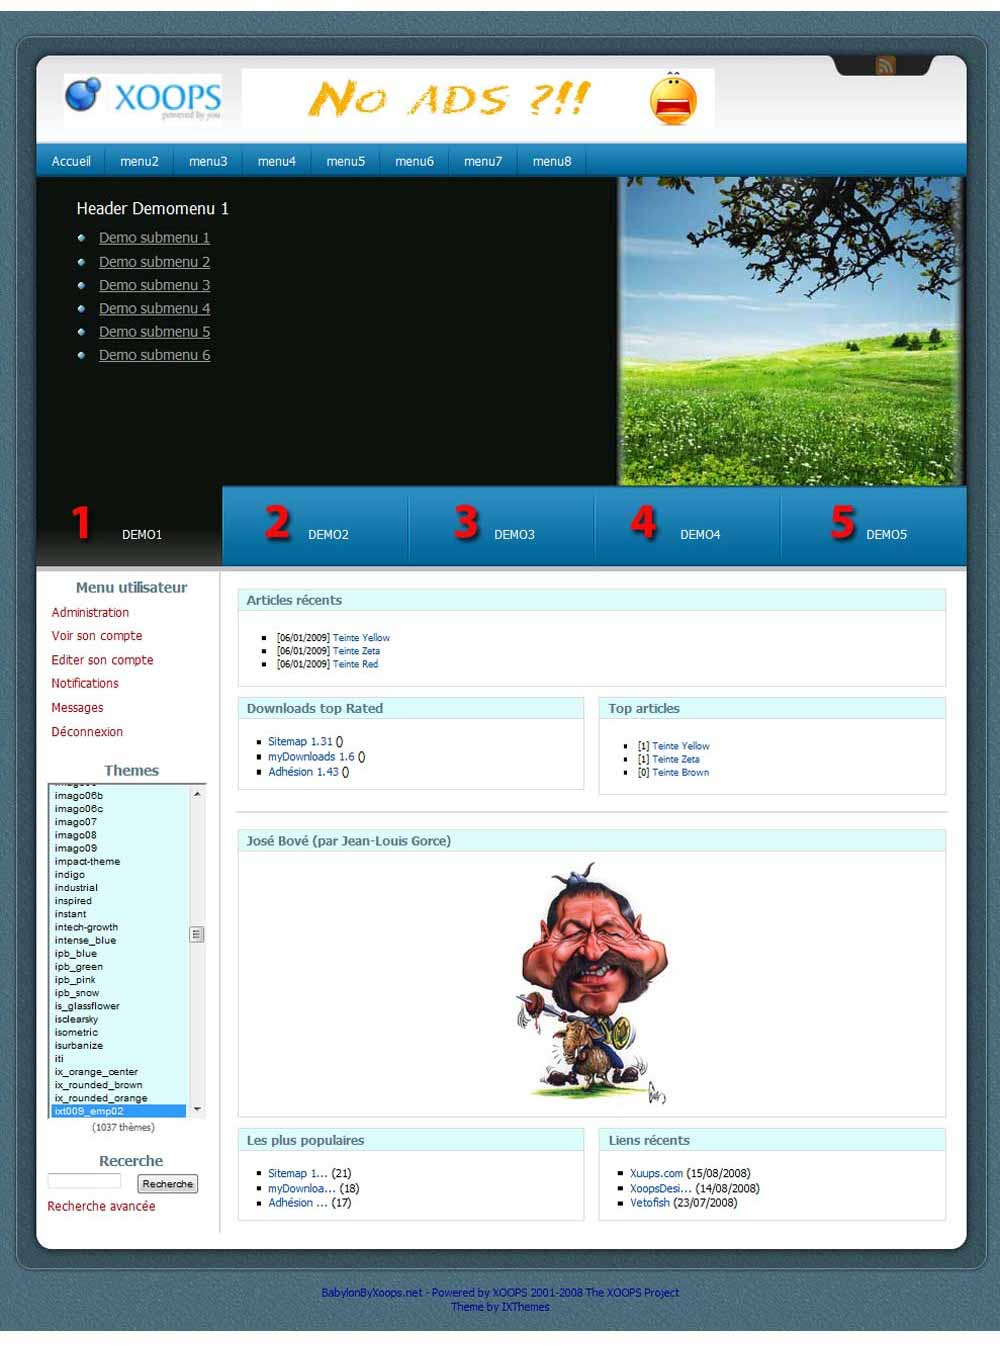 XOOPS
powered by you
No ADS ?!!
Accueil menu2 menu3 menu4 menu5 menu6 menu7 menu8
Header Demomenu 1
Demo submenu 1
Demo submenu 2
Demo submenu 3
Demo submenu 4
Demo submenu 5
Demo submenu 6
1 DEMO1 2 DEMO2 3 DEMO3 4 DEMO4 5 DEMO5
Menu utilisateur
Administration
Voir son compte
Editer son compte
Notifications
Messages
Déconnexion
Themes
imago06b
imago06c
imago07
imago08
imago09
impact-theme
indigo
industrial
inspired
instant
intech-growth
intense_blue
ipb_blue
ipb_green
ipb_pink
ipb_snow
is_glassflower
isclearsky
isometric
isurbanize
iti
ix_orange_center
ix_rounded_brown
ix_rounded_orange
ixt009_emp02
(1037 thèmes)
Recerche
Recherche
Recherche avancée
Articles récents
[06/01/2009] Teinte Yellow
[06/01/2009] Teinte Zeta
[06/01/2009] Teinte Red
Downloads top Rated
Sitemap 1.31 ()
myDownloads 1.6 ()
Adhésion 1.43 ()
Top articles
[1] Teinte Yellow
[1] Teinte Zeta
[0] Teinte Brown
José Bové (par Jean-Louis Gorce)
Les plus populaires
Sitemap 1... (21)
myDownloa... (18)
Adhésion ... (17)
Liens récents
Xuups.com (15/08/2008)
XoopsDesi... (14/08/2008)
Vetofish (23/07/2008)
BabylonByXoops.net - Powered by XOOPS 2001-2008 The XOOPS Project
Theme by IXThemes